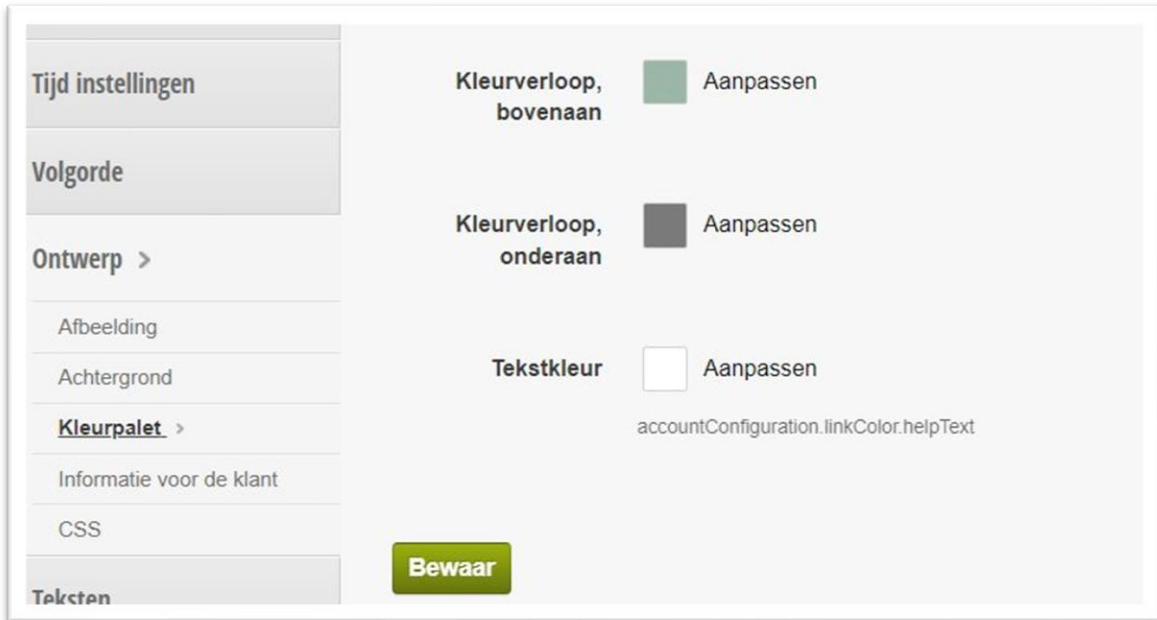 Tijd instellingen
Volgorde
Ontwerp >
Afbeelding
Achtergrond
Kleurpalet >
Informatie voor de klant
CSS
Teksten
Kleurverloop,
bovenaan
Aanpassen
Kleurverloop,
onderaan
Aanpassen
Tekstkleur
Aanpassen
accountConfiguration.linkColor.helpText
Bewaar